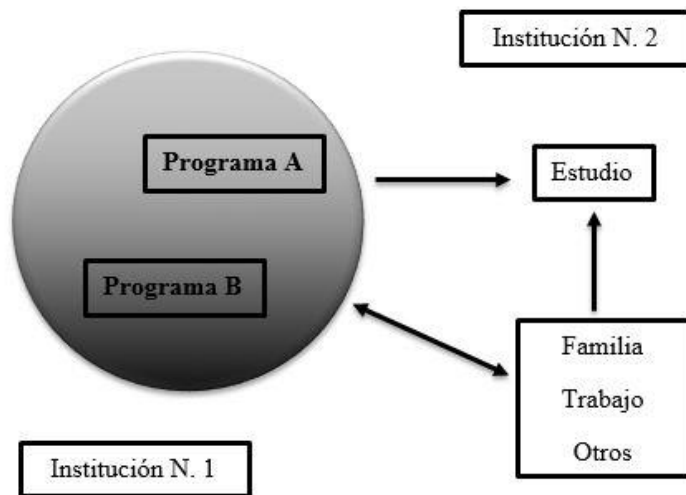 Institución N. 2
Programa A
Estudio
Programa B
Familia
Trabajo
Otros
Institución N. 1